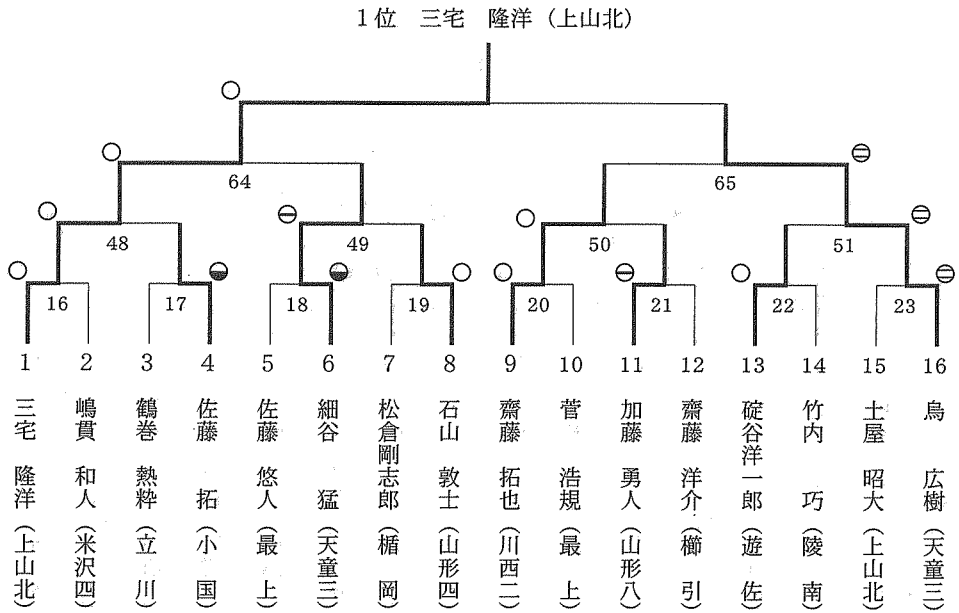 1位 三宅 隆洋 (上山北)
64 65
48 49 50 51
16 17 18 19 20 21 22 23
1 2 3 4 5 6 7 8 9 10 11 12 13 14 15 16
三宅 隆洋 (上山北)
嶋貫 和人 (米沢四)
鶴巻 熱粋 (立川)
佐藤 拓 (小国)
佐藤 悠人 (最上)
細谷 猛 (天童三)
松倉剛志郎 (楯岡)
石山 敦士 (山形四)
齋藤 拓也 (川西二)
菅 浩規 (最上)
加藤 勇人 (山形八)
齋藤 洋介 (櫛引)
碇谷洋一郎 (遊佐)
竹内 巧 (陵南)
土屋 昭大 (上山北)
烏 広樹 (天童三)